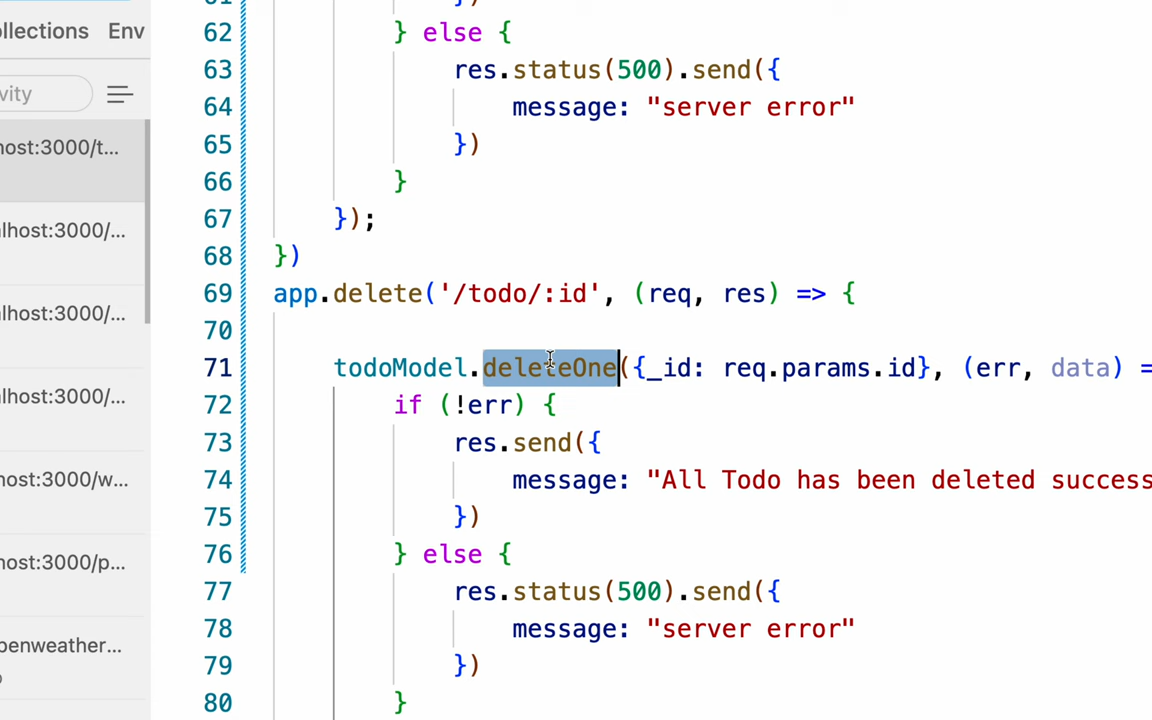 ollections Env
vity
host:3000/t...
lhost:3000/...
lhost:3000/...
lhost:3000/...
host:3000/w...
host:3000/p...
penweather...
61 })
62 } else {
63 res.status(500).send({
64 message: "server error"
65 })
66 }
67 });
68 })
69 app.delete('/todo/:id', (req, res) => {
70
71 todoModel.deleteOne({_id: req.params.id}, (err, data) =
72 if (!err) {
73 res.send({
74 message: "All Todo has been deleted success
75 })
76 } else {
77 res.status(500).send({
78 message: "server error"
79 })
80 }